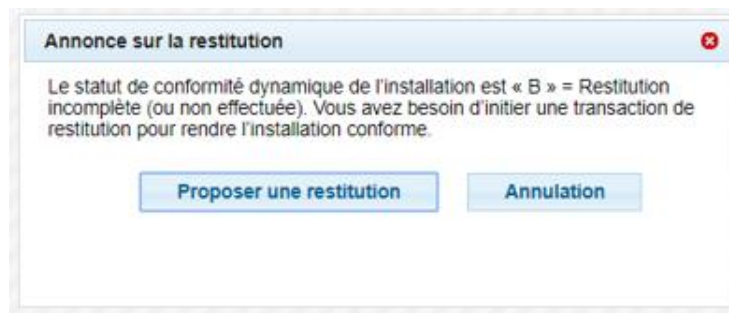 Annonce sur la restitution
Le statut de conformité dynamique de l'installation est « B » = Restitution
incomplète (ou non effectuée). Vous avez besoin d'initier une transaction de
restitution pour rendre l'installation conforme.
Proposer une restitution
Annulation